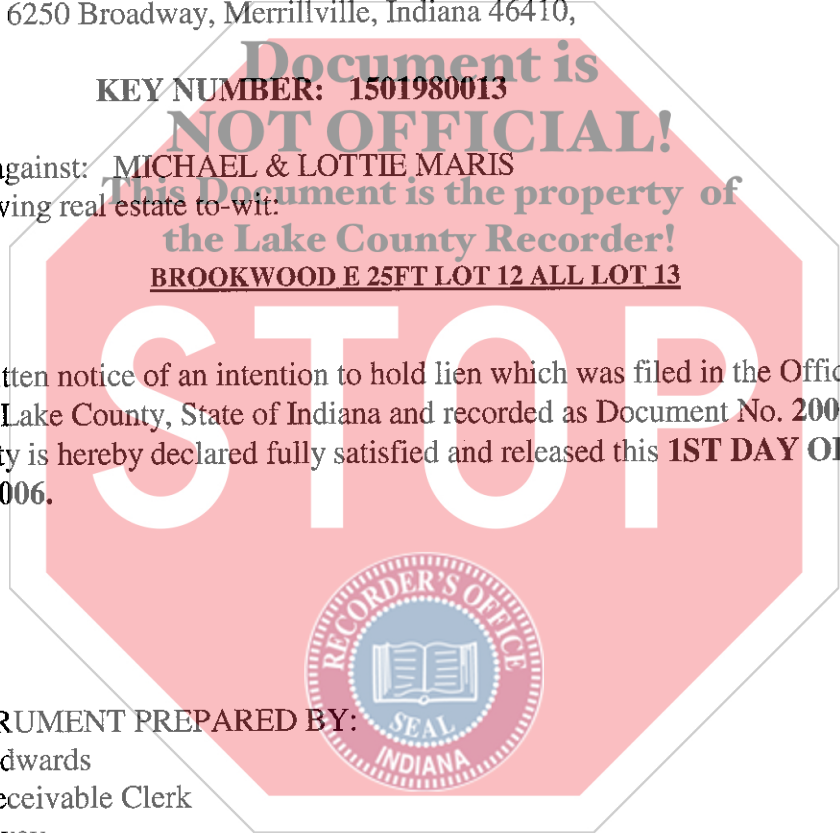 6250 Broadway, Merrillville, Indiana 46410,
Document is
KEY NUMBER: 1501980013
NOT OFFICIAL!
against: MICHAEL & LOTTIE MARIS
This Document is the property of
wing real estate to-wit:
the Lake County Recorder!
BROOKWOOD E 25FT LOT 12 ALL LOT 13
STOP
tten notice of an intention to hold lien which was filed in the Offic
Lake County, State of Indiana and recorded as Document No. 200
ty is hereby declared fully satisfied and released this 1ST DAY OF
006.
RECORDER'S OFFICE
SEAL
INDIANA
RUMENT PREPARED BY:
dwards
eceivable Clerk